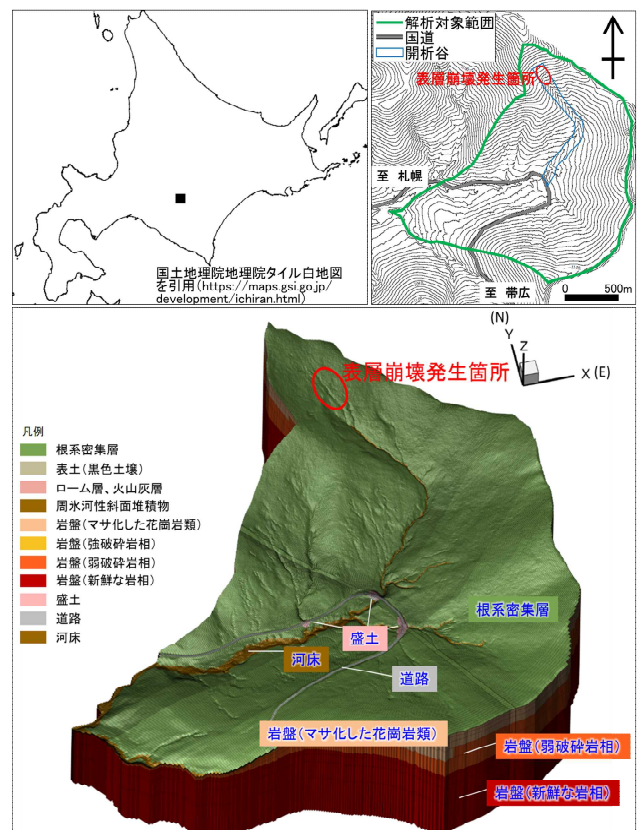 国土地理院地理院タイル白地図
を引用(https://maps.gsi.go.jp/
development/ichiran.html)
解析対象範囲
国道
開析谷
表層崩壊発生箇所
至 札幌
至 帯広
0 500m
(N)
Y
Z
X (E)
表層崩壊発生箇所
凡例
根系密集層
表土(黒色土壌)
ローム層、火山灰層
周氷河性斜面堆積物
岩盤(マサ化した花崗岩類)
岩盤(強破砕岩相)
岩盤(弱破砕岩相)
岩盤(新鮮な岩相)
盛土
道路
河床
根系密集層
盛土
河床
道路
岩盤(マサ化した花崗岩類)
岩盤(弱破砕岩相)
岩盤(新鮮な岩相)